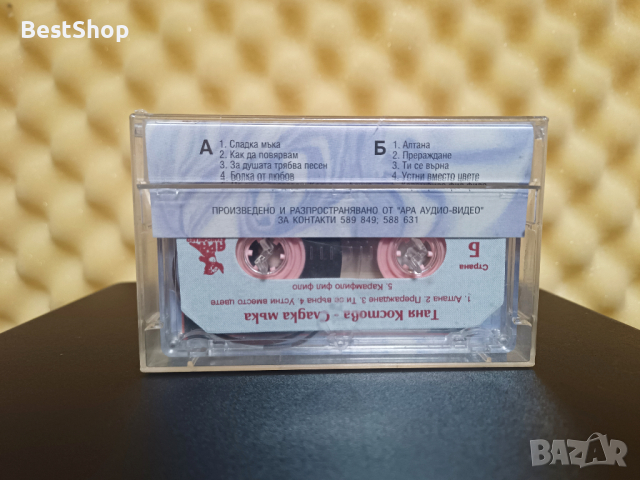 BestShop
А
1. Сладка мъка
2. Как да повярвам
3. За душата трябва песен
4. Болка от любов
Б
1. Алтана
2. Прераждане
3. Ти се върна
4. Устни вместо цвете
ПРОИЗВЕДЕНО И РАЗПРОСТРАНЯВАНО ОТ "АРА АУДИО-ВИДЕО"
ЗА КОНТАКТИ 589 849; 588 631
Таня Костова - Сладка мъка
1. Алтана 2. Прераждане 3. Ти се върна 4. Устни вместо цвете
5. Карамфило фил фило
Страна
Б
BAZAR